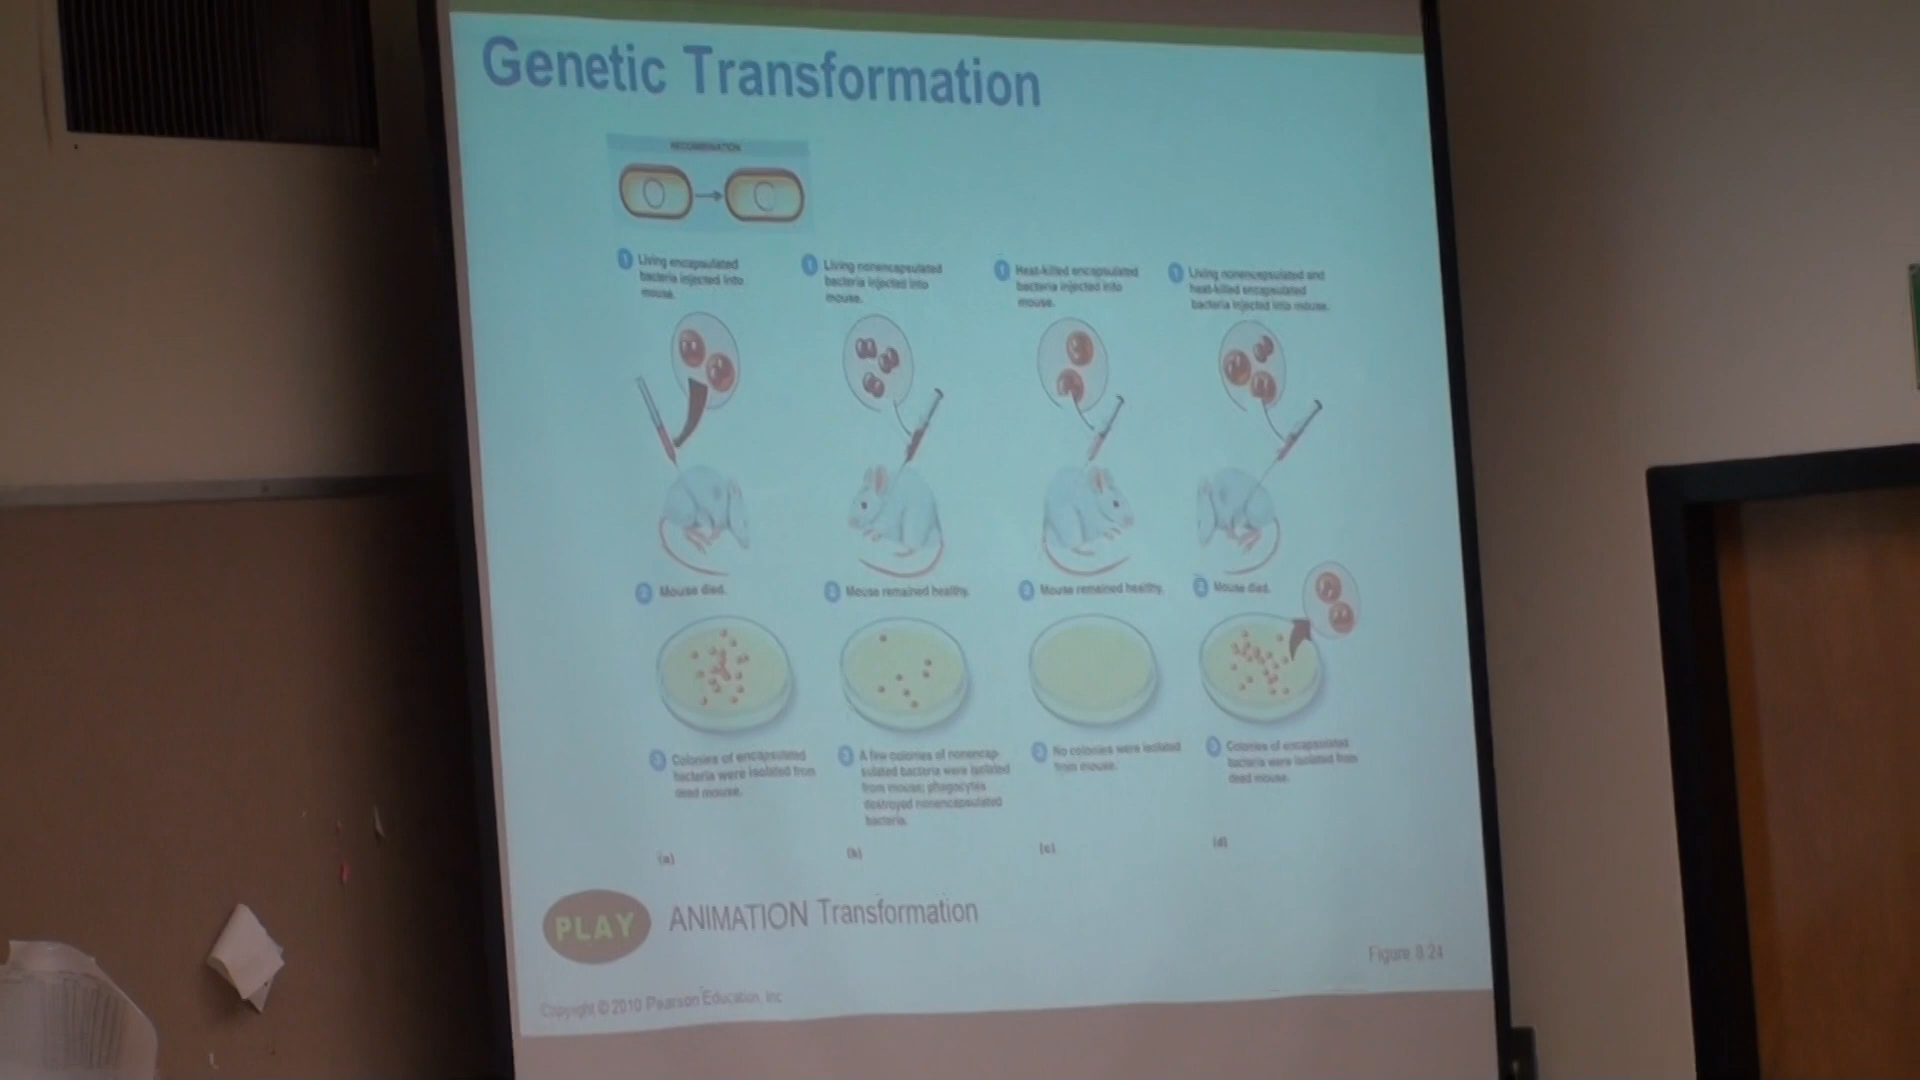 Genetic Transformation
RECOMBINATION
1 Living encapsulated
bacteria injected into
mouse.
1 Living nonencapsulated
bacteria injected into
mouse.
1 Heat-killed encapsulated
bacteria injected into
mouse.
1 Living nonencapsulated and
heat-killed encapsulated
bacteria injected into mouse.
2 Mouse died.
2 Mouse remained healthy.
2 Mouse remained healthy.
2 Mouse died.
3 Colonies of encapsulated
bacteria were isolated from
dead mouse.
3 A few colonies of nonencap-
sulated bacteria were isolated
from mouse; phagocytes
destroyed nonencapsulated
bacteria.
3 No colonies were isolated
from mouse.
3 Colonies of encapsulated
bacteria were isolated from
dead mouse.
(a)
(b)
(c)
(d)
PLAY ANIMATION Transformation
Figure 8.24
Copyright © 2010 Pearson Education, Inc.